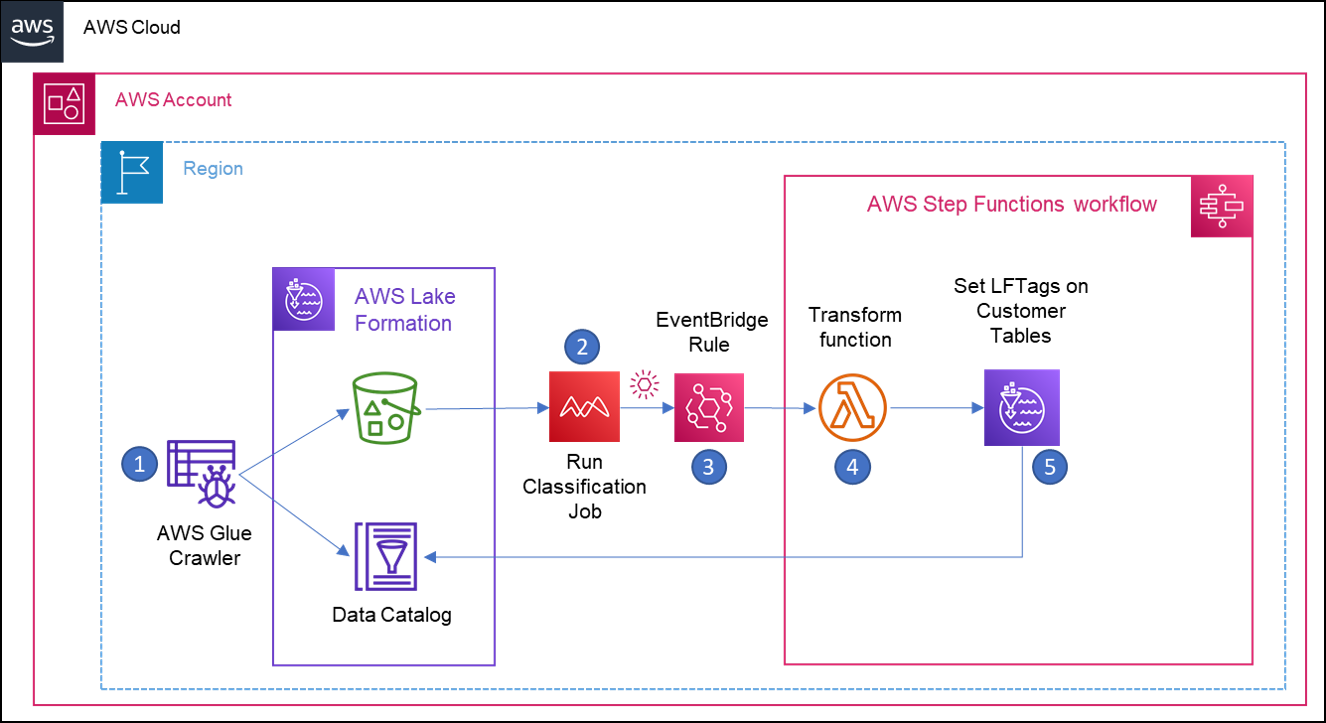 aws
AWS Cloud
AWS Account
Region
AWS Step Functions workflow
AWS Lake
Formation
Set LFTags on
Customer
Tables
Transform
function
EventBridge
Rule
2
1
3
4
5
Run
Classification
Job
AWS Glue
Crawler
Data Catalog